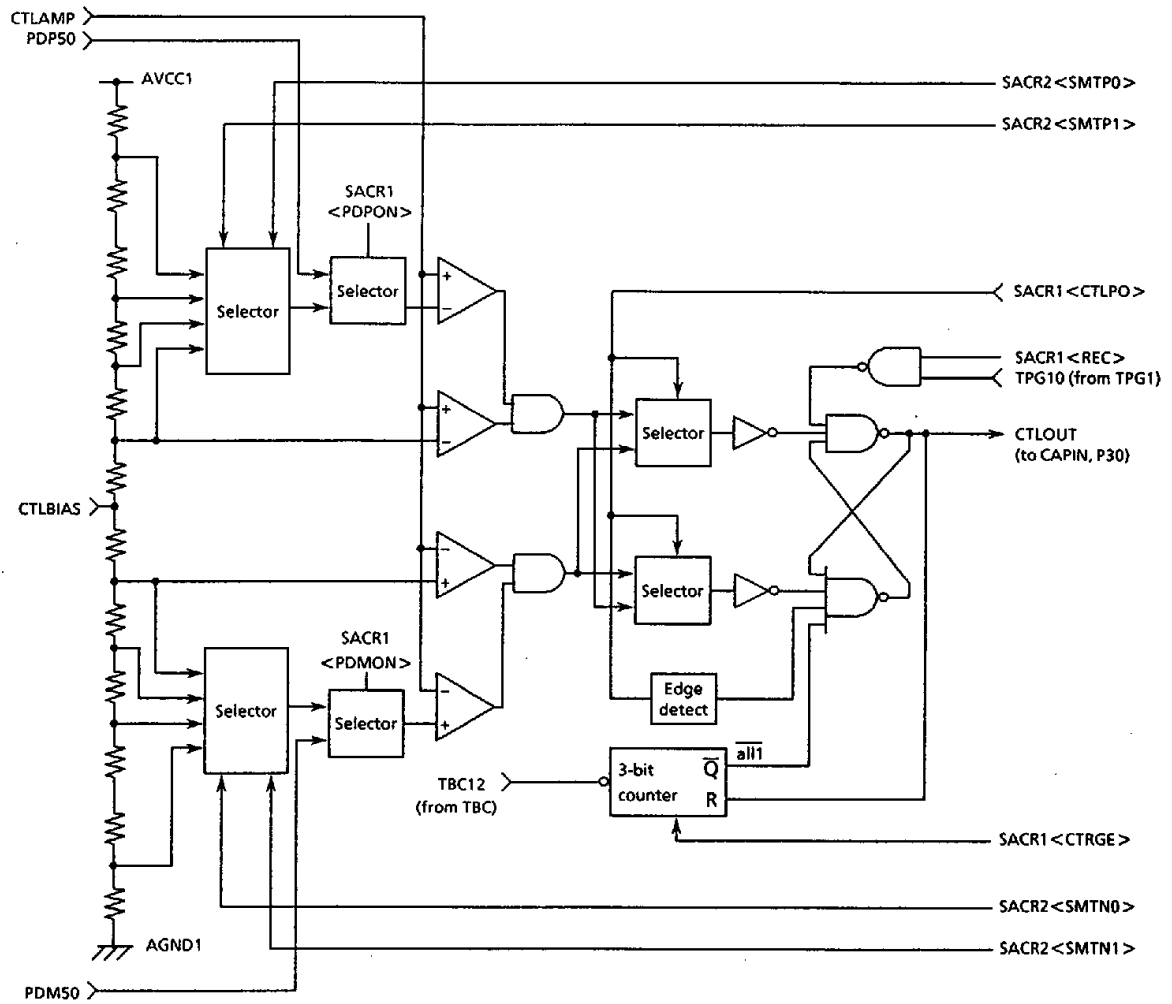 CTLAMP
PDP50
AVCC1
SACR2<SMTP0>
SACR2<SMTP1>
SACR1
<PDPON>
Selector
Selector
+
−
SACR1<CTLPO>
SACR1<REC>
TPG10 (from TPG1)
+
−
Selector
CTLOUT
(to CAPIN, P30)
CTLBIAS
−
+
Selector
SACR1
<PDMON>
Selector
Selector
−
+
Edge
detect
TBC12
(from TBC)
3-bit
counter
Q̅
R
a̅l̅l̅1̅
SACR1<CTRGE>
SACR2<SMTN0>
SACR2<SMTN1>
AGND1
PDM50